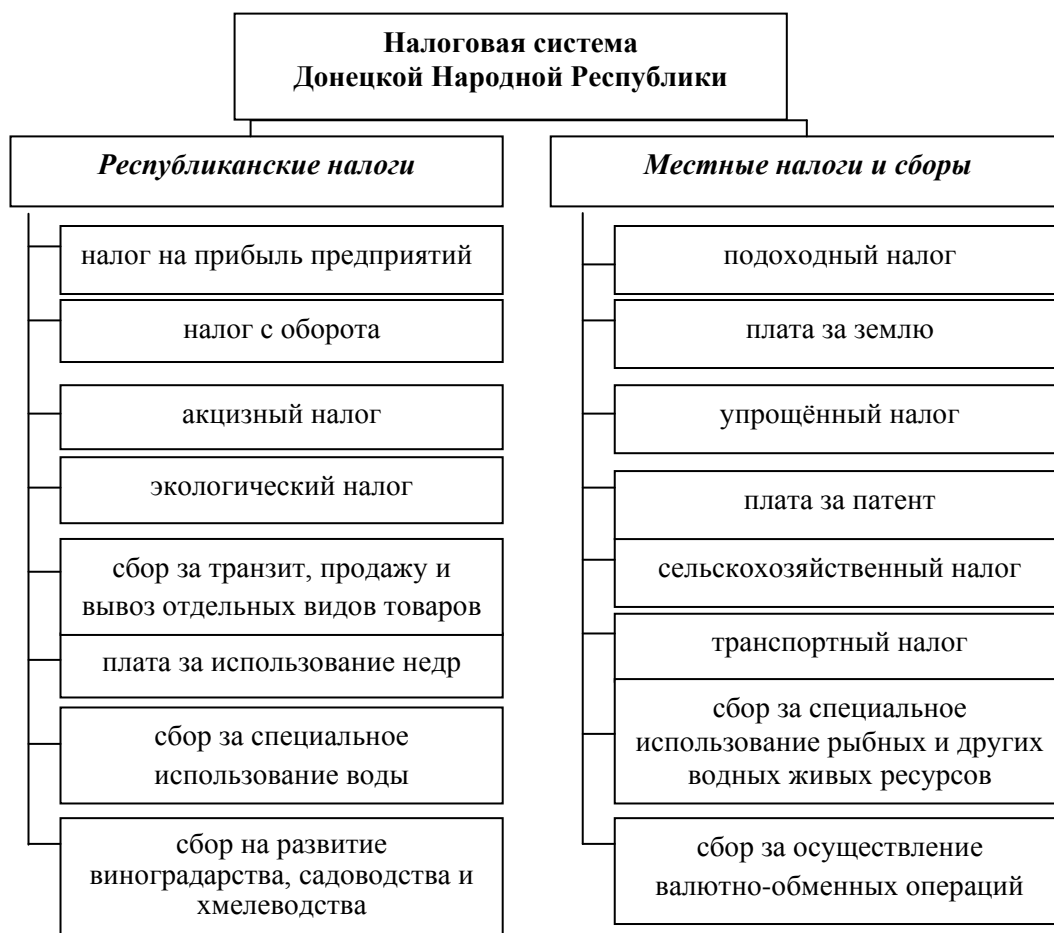 Налоговая система
Донецкой Народной Республики
Республиканские налоги
налог на прибыль предприятий
налог с оборота
акцизный налог
экологический налог
сбор за транзит, продажу и
вывоз отдельных видов товаров
плата за использование недр
сбор за специальное
использование воды
сбор на развитие
виноградарства, садоводства и
хмелеводства
Местные налоги и сборы
подоходный налог
плата за землю
упрощённый налог
плата за патент
сельскохозяйственный налог
транспортный налог
сбор за специальное
использование рыбных и других
водных живых ресурсов
сбор за осуществление
валютно-обменных операций